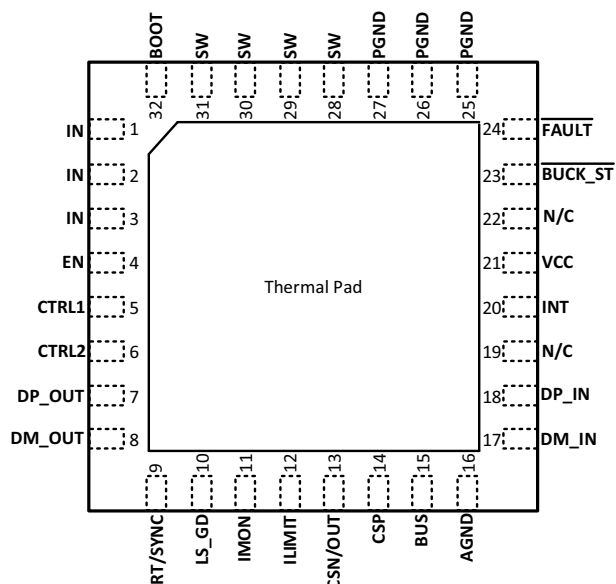 BOOT SW SW SW SW PGND PGND PGND
32 31 30 29 28 27 26 25
IN 1 24 FAULT
IN 2 23 BUCK_ST
IN 3 22 N/C
EN 4 21 VCC
Thermal Pad
CTRL1 5 20 INT
CTRL2 6 19 N/C
DP_OUT 7 18 DP_IN
DM_OUT 8 17 DM_IN
9 10 11 12 13 14 15 16
RT/SYNC LS_GD IMON ILIMIT CSN/OUT CSP BUS AGND